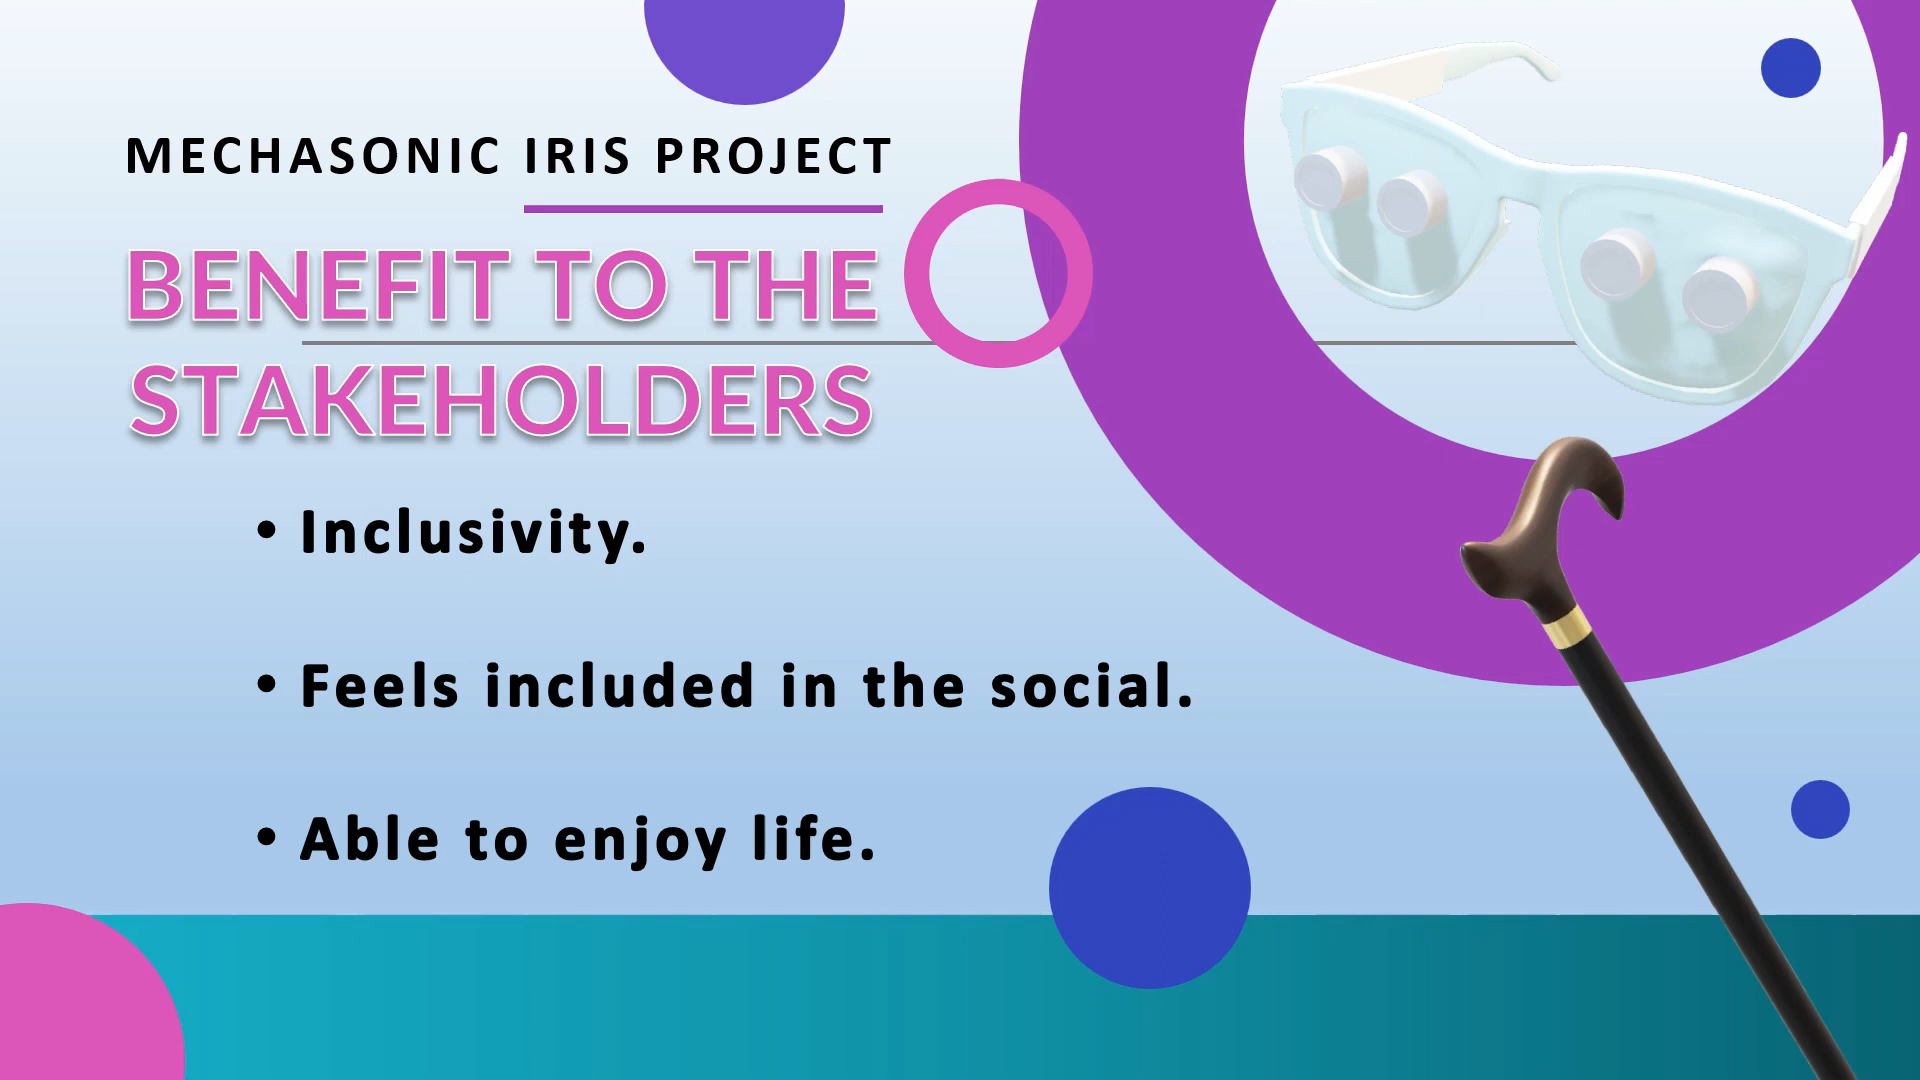 MECHASONIC IRIS PROJECT
BENEFIT TO THE
STAKEHOLDERS
• Inclusivity.
• Feels included in the social.
• Able to enjoy life.